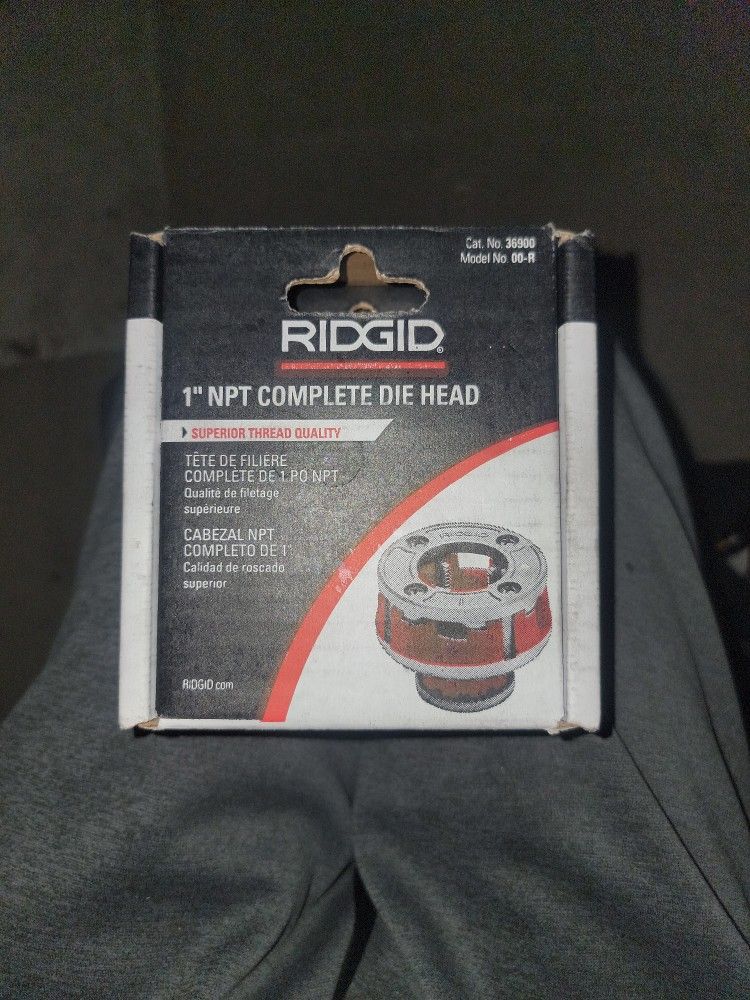 Cat. No. 36900
Model No. 00-R
RIDGID®
1" NPT COMPLETE DIE HEAD
SUPERIOR THREAD QUALITY
TÊTE DE FILIÈRE
COMPLÈTE DE 1 PO NPT
Qualité de filetage
supérieure
CABEZAL NPT
COMPLETO DE 1"
Calidad de roscado
superior
RIDGID.com